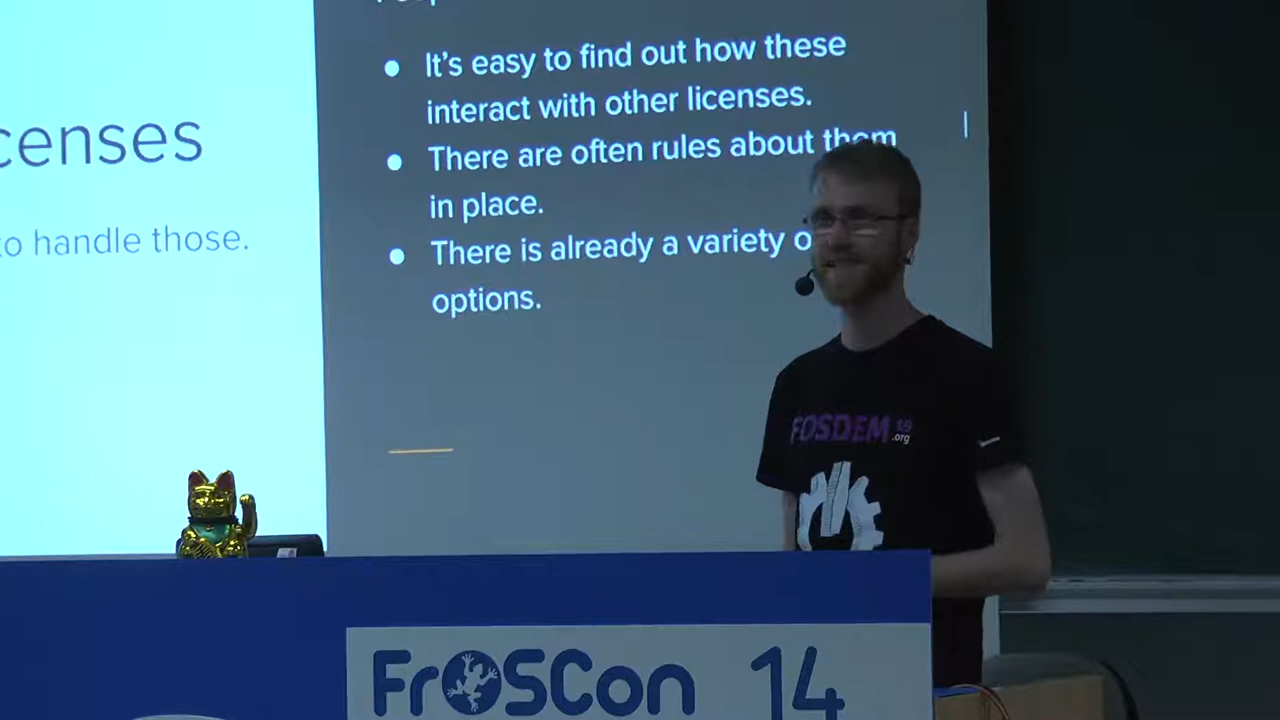 censes
to handle those.
It's easy to find out how these
interact with other licenses.
There are often rules about them
in place.
There is already a variety o
options.
FOSDEM
.org
FrOSCon 14